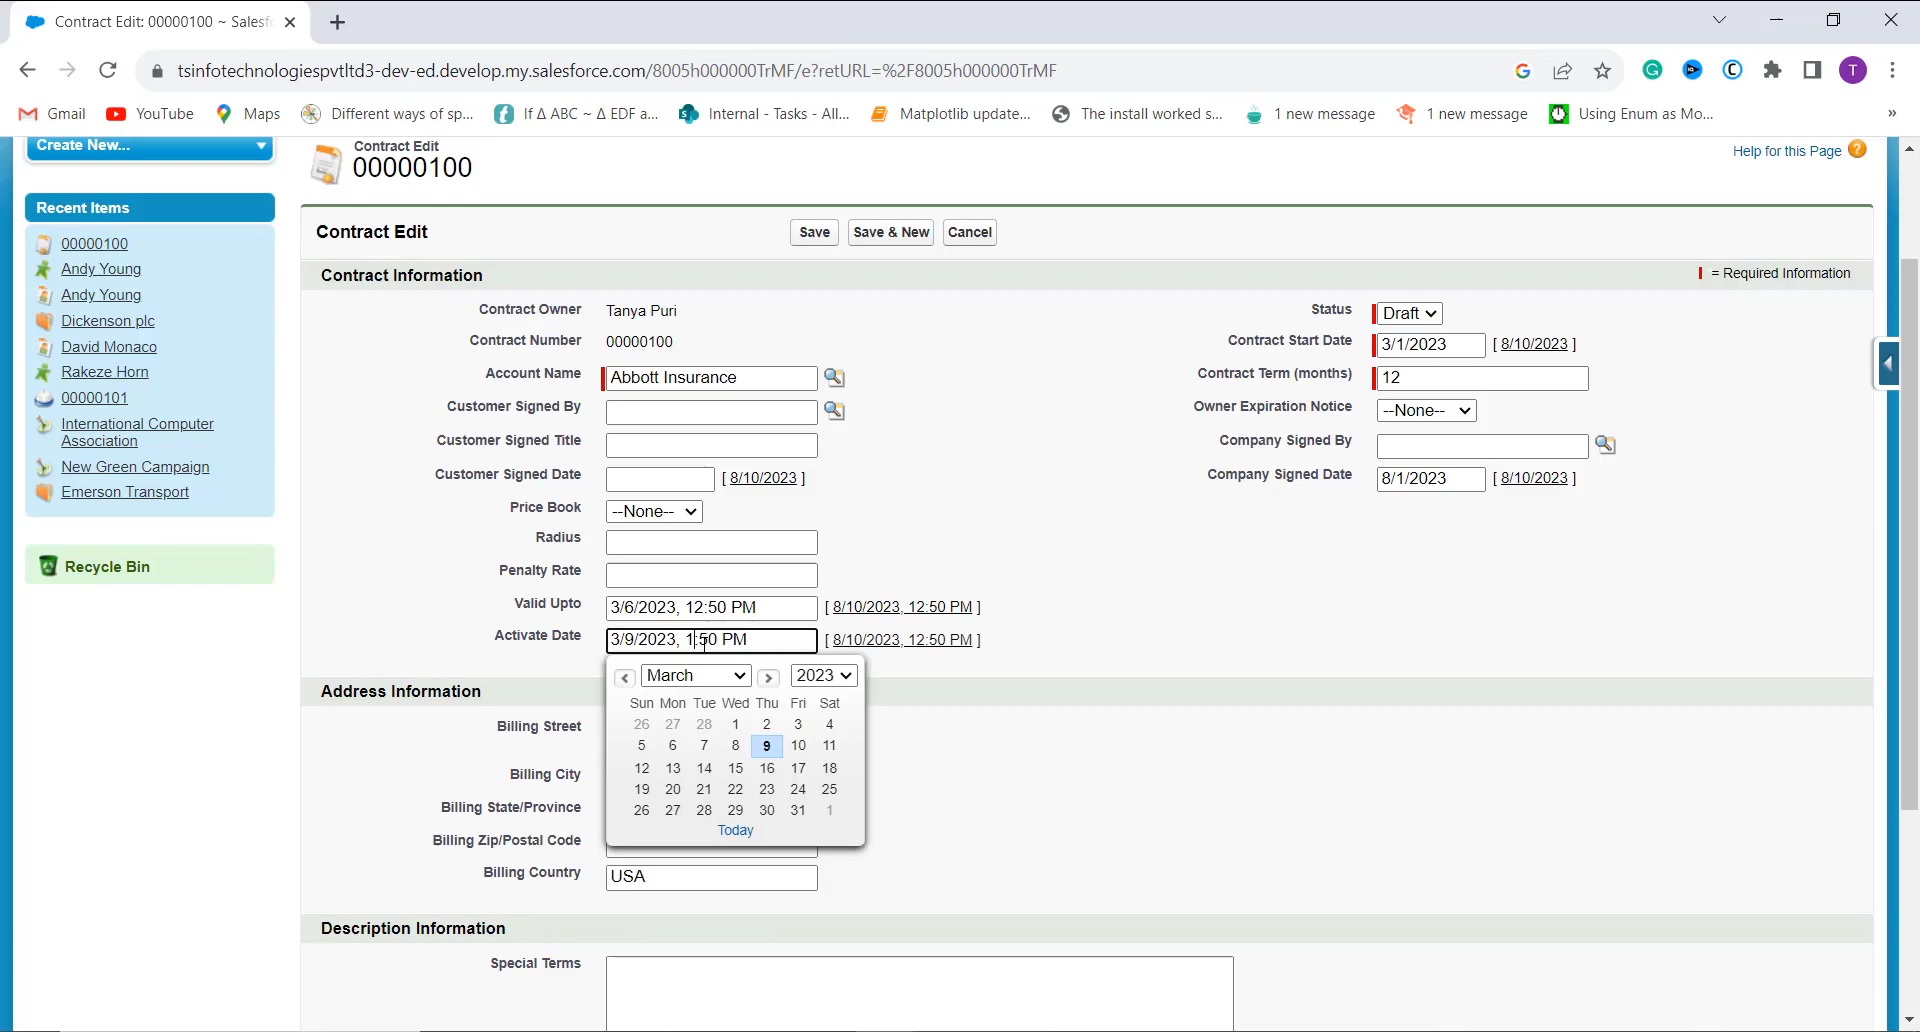 Contract Edit: 00000100 ~ Salesf
tsinfotechnologiespvtltd3-dev-ed.develop.my.salesforce.com/8005h000000TrMF/e?retURL=%2F8005h000000TrMF
T
Gmail
YouTube
Maps
Different ways of sp...
If Δ ABC ~ Δ EDF a...
Internal - Tasks - All...
Matplotlib update...
The install worked s...
1 new message
1 new message
Using Enum as Mo...
»
Create New...
Contract Edit
00000100
Help for this Page
Recent Items
00000100
Andy Young
Andy Young
Dickenson plc
David Monaco
Rakeze Horn
00000101
International Computer
Association
New Green Campaign
Emerson Transport
Recycle Bin
Contract Edit
Save
Save & New
Cancel
Contract Information
= Required Information
Contract Owner Tanya Puri
Status Draft
Contract Number 00000100
Contract Start Date 3/1/2023 [ 8/10/2023 ]
Account Name Abbott Insurance
Contract Term (months) 12
Customer Signed By
Owner Expiration Notice --None--
Customer Signed Title
Company Signed By
Customer Signed Date [ 8/10/2023 ]
Company Signed Date 8/1/2023 [ 8/10/2023 ]
Price Book --None--
Radius
Penalty Rate
Valid Upto 3/6/2023, 12:50 PM [ 8/10/2023, 12:50 PM ]
Activate Date 3/9/2023, 1:50 PM [ 8/10/2023, 12:50 PM ]
March 2023
Sun Mon Tue Wed Thu Fri Sat
26 27 28 1 2 3 4
5 6 7 8 9 10 11
12 13 14 15 16 17 18
19 20 21 22 23 24 25
26 27 28 29 30 31 1
Today
Address Information
Billing Street
Billing City
Billing State/Province
Billing Zip/Postal Code
Billing Country USA
Description Information
Special Terms